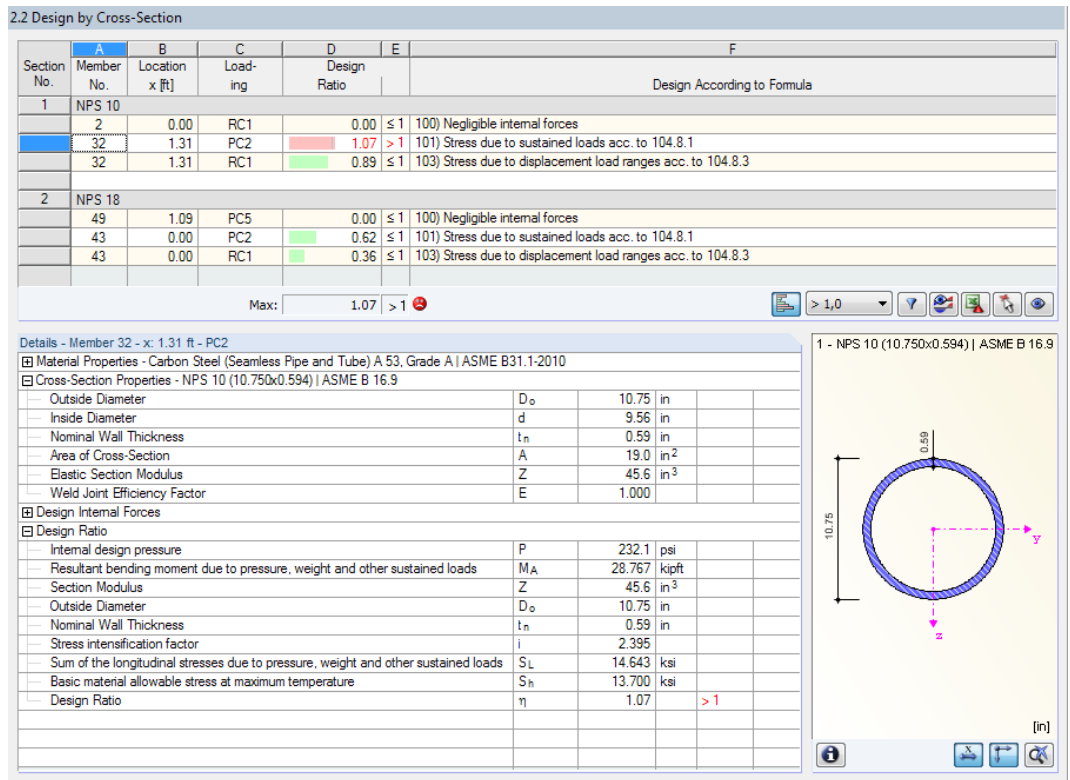 2.2 Design by Cross-Section
A B C D E F
Section Member Location Load- Design
No. No. x [ft] ing Ratio Design According to Formula
1 NPS 10
2 0.00 RC1 0.00 ≤ 1 100) Negligible internal forces
32 1.31 PC2 1.07 > 1 101) Stress due to sustained loads acc. to 104.8.1
32 1.31 RC1 0.89 ≤ 1 103) Stress due to displacement load ranges acc. to 104.8.3
2 NPS 18
49 1.09 PC5 0.00 ≤ 1 100) Negligible internal forces
43 0.00 PC2 0.62 ≤ 1 101) Stress due to sustained loads acc. to 104.8.1
43 0.00 RC1 0.36 ≤ 1 103) Stress due to displacement load ranges acc. to 104.8.3
Max: 1.07 > 1 > 1,0
Details - Member 32 - x: 1.31 ft - PC2
Material Properties - Carbon Steel (Seamless Pipe and Tube) A 53, Grade A | ASME B31.1-2010
Cross-Section Properties - NPS 10 (10.750x0.594) | ASME B 16.9
Outside Diameter Do 10.75 in
Inside Diameter d 9.56 in
Nominal Wall Thickness tn 0.59 in
Area of Cross-Section A 19.0 in2
Elastic Section Modulus Z 45.6 in3
Weld Joint Efficiency Factor E 1.000
Design Internal Forces
Design Ratio
Internal design pressure P 232.1 psi
Resultant bending moment due to pressure, weight and other sustained loads MA 28.767 kipft
Section Modulus Z 45.6 in3
Outside Diameter Do 10.75 in
Nominal Wall Thickness tn 0.59 in
Stress intensification factor i 2.395
Sum of the longitudinal stresses due to pressure, weight and other sustained loads SL 14.643 ksi
Basic material allowable stress at maximum temperature Sh 13.700 ksi
Design Ratio η 1.07 > 1
1 - NPS 10 (10.750x0.594) | ASME B 16.9
0.59
10.75
y
z
[in]
X